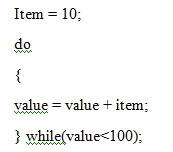 Item = 10;
do
{
value = value + item;
} while(value<100);